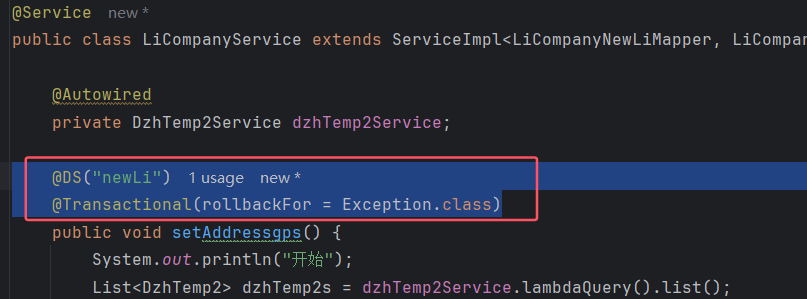 @Service new *
public class LiCompanyService extends ServiceImpl<LiCompanyNewLiMapper, LiCompan
@Autowired
private DzhTemp2Service dzhTemp2Service;
@DS("newLi") 1 usage new *
@Transactional(rollbackFor = Exception.class)
public void setAddressgps() {
System.out.println("开始");
List<DzhTemp2> dzhTemp2s = dzhTemp2Service.lambdaQuery().list();